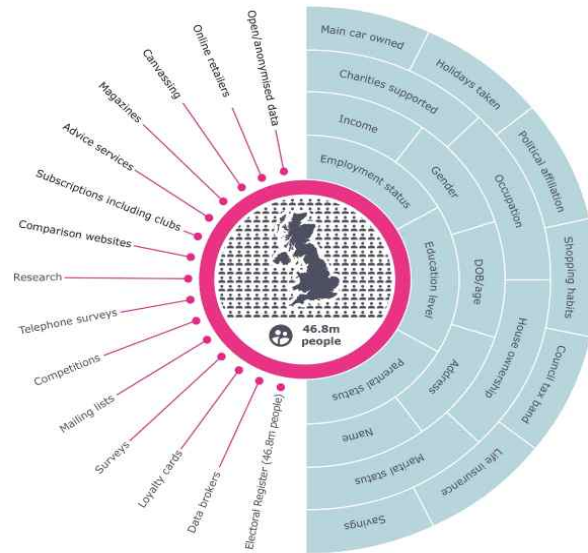 Open/anonymised data
Online retailers
Canvassing
Magazines
Advice services
Subscriptions including clubs
Comparison websites
Research
Telephone surveys
Competitions
Mailing lists
Surveys
Loyalty cards
Data brokers
Electoral Register (46.8m people)
46.8m
people
Main car owned
Holidays taken
Political affiliation
Shopping habits
Council tax band
Life insurance
Savings
Charities supported
Occupation
House ownership
Marital status
Income
Gender
DOB/age
Address
Name
Employment status
Education level
Parental status